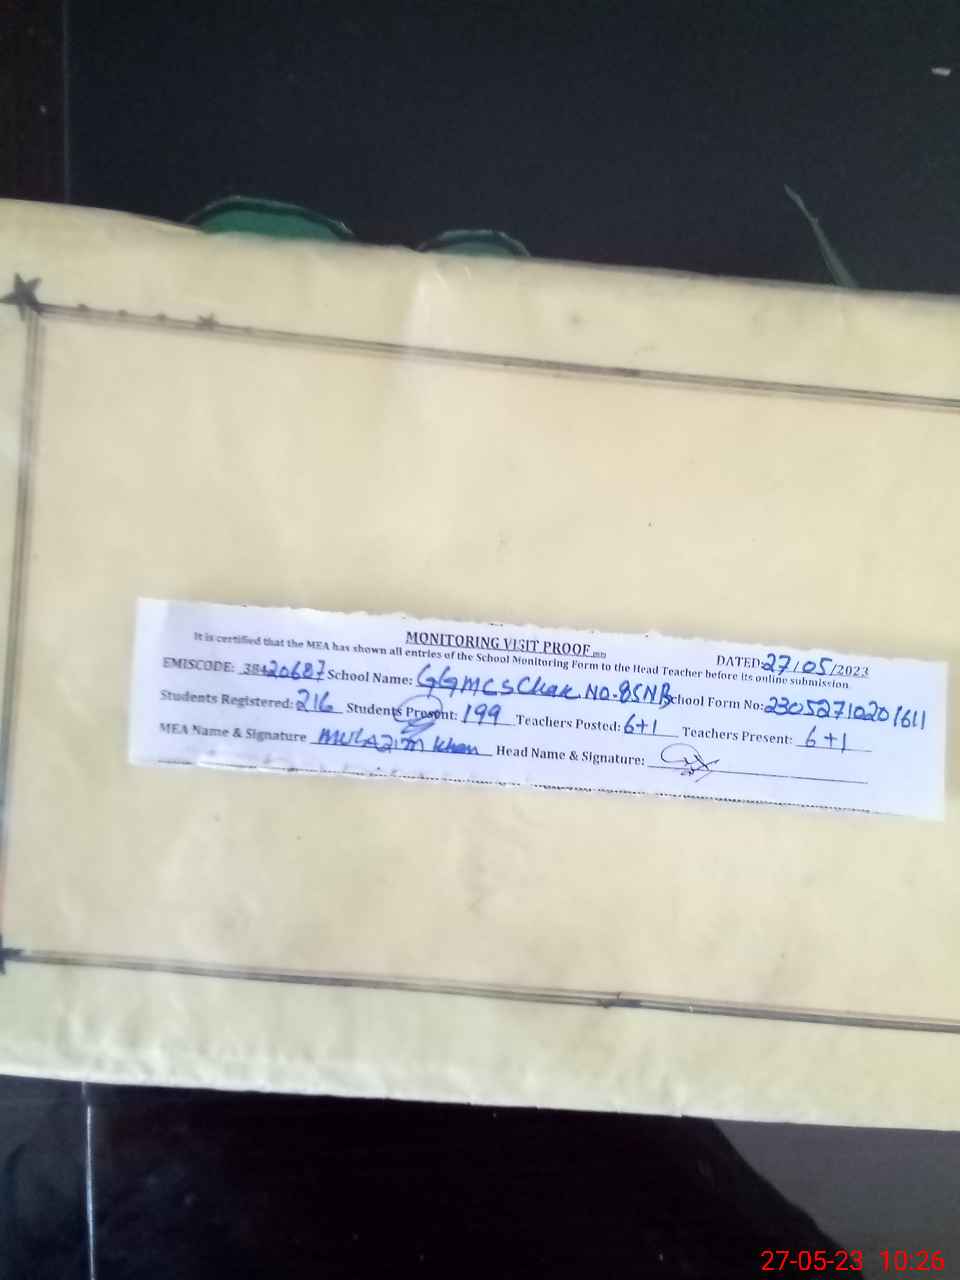 MONITORING VISIT PROOF
DATED: 27/05/2023
It is certified that the MEA has shown all entries of the School Monitoring Form to the Head Teacher before its online submission.
EMISCODE: 38420687 School Name: GGMCS Chak NO. 85NB School Form No: 230527102201611
Students Registered: 216 Students Present: 199 Teachers Posted: 6+1 Teachers Present: 6+1
MEA Name & Signature MULAZIM Khan Head Name & Signature:
27-05-23 10:26